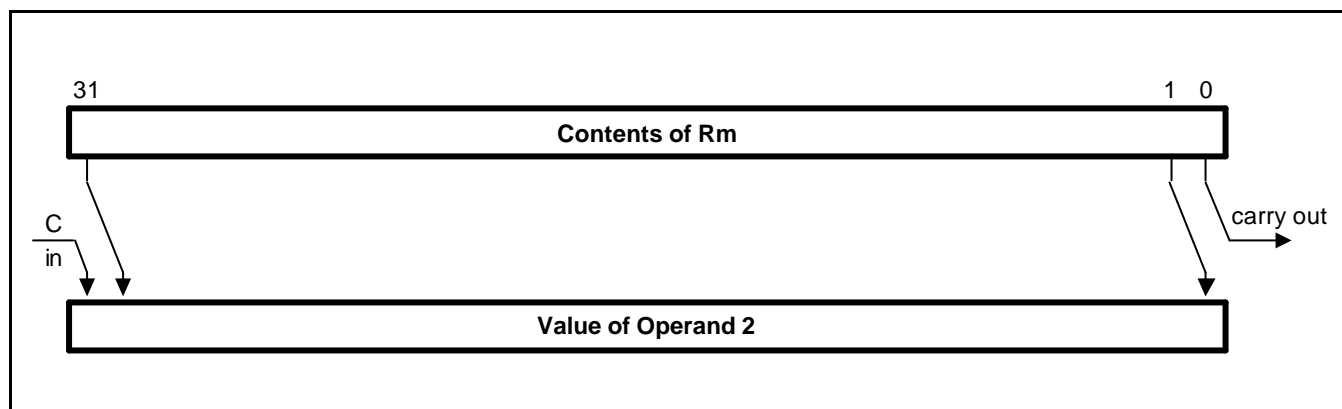 31
1 0
Contents of Rm
C
in
carry out
Value of Operand 2